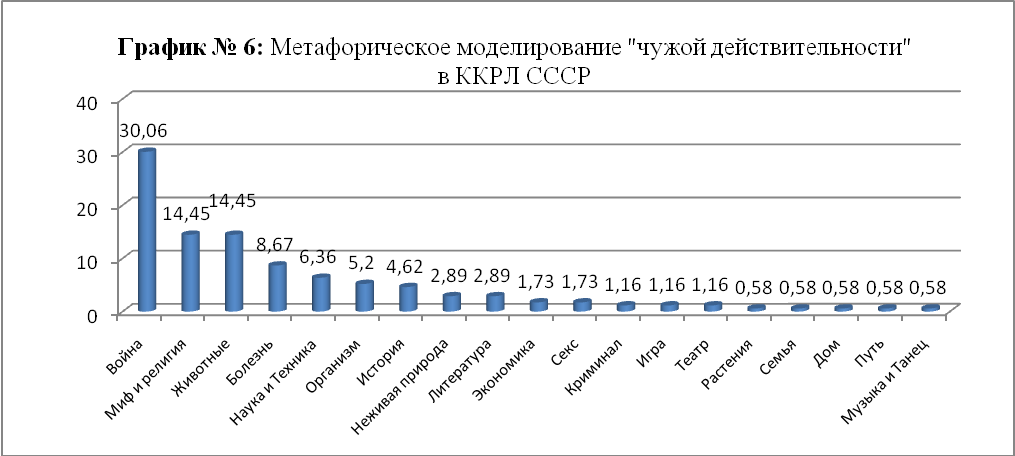 График № 6: Метафорическое моделирование "чужой действительности"
в ККРЛ СССР
40
30
20
10
0
30,06
14,45
14,45
8,67
6,36
5,2
4,62
2,89
2,89
1,73
1,73
1,16
1,16
1,16
0,58
0,58
0,58
0,58
0,58
Война
Миф и религия
Животные
Болезнь
Наука и Техника
Организм
История
Неживая природа
Литература
Экономика
Секс
Криминал
Игра
Театр
Растения
Семья
Дом
Путь
Музыка и Танец